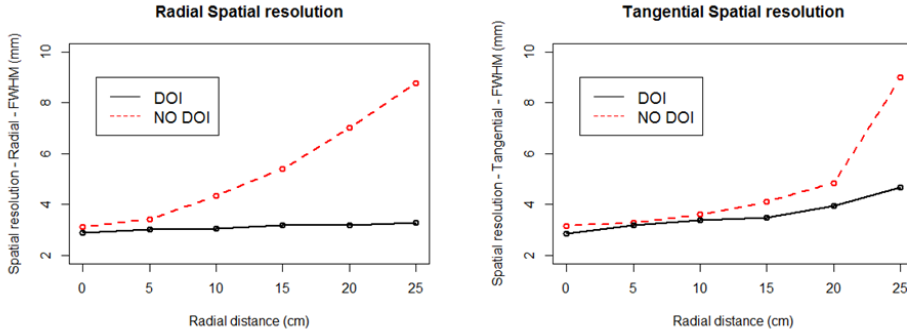 Radial Spatial resolution
Spatial resolution - Radial - FWHM (mm)
10
8
6
4
2
DOI
NO DOI
0 5 10 15 20 25
Radial distance (cm)
Tangential Spatial resolution
Spatial resolution - Tangential - FWHM (mm)
10
8
6
4
2
DOI
NO DOI
0 5 10 15 20 25
Radial distance (cm)